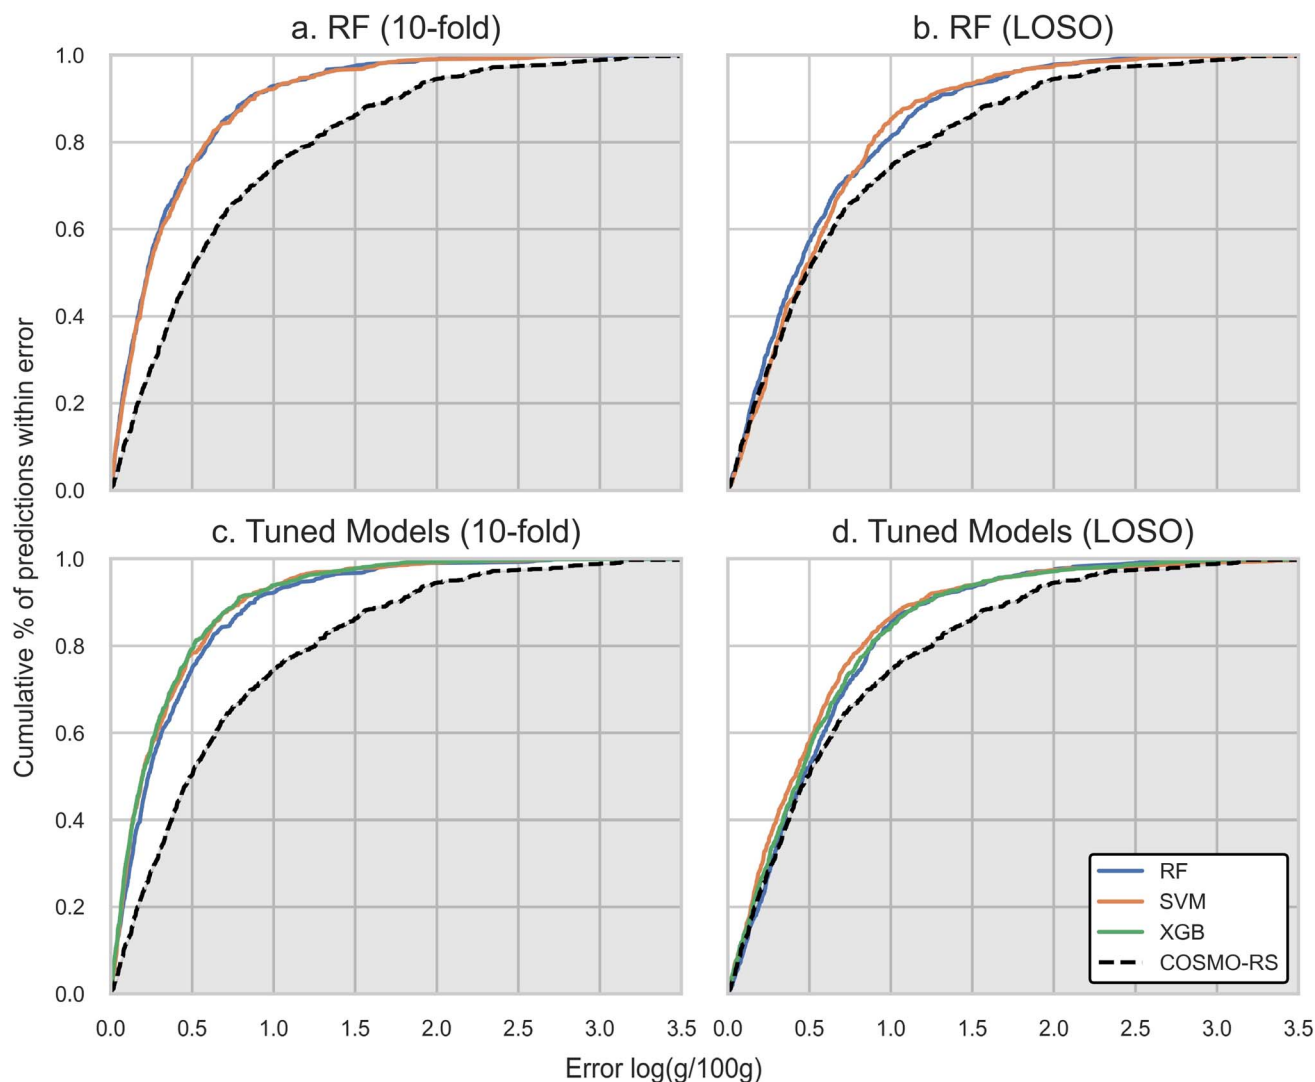 a. RF (10-fold)
b. RF (LOSO)
1.0
0.8
0.6
0.4
0.2
0.0
c. Tuned Models (10-fold)
d. Tuned Models (LOSO)
1.0
0.8
0.6
0.4
0.2
0.0
Cumulative % of predictions within error
RF
SVM
XGB
COSMO-RS
0.0 0.5 1.0 1.5 2.0 2.5 3.0 3.5
0.0 0.5 1.0 1.5 2.0 2.5 3.0 3.5
Error log(g/100g)